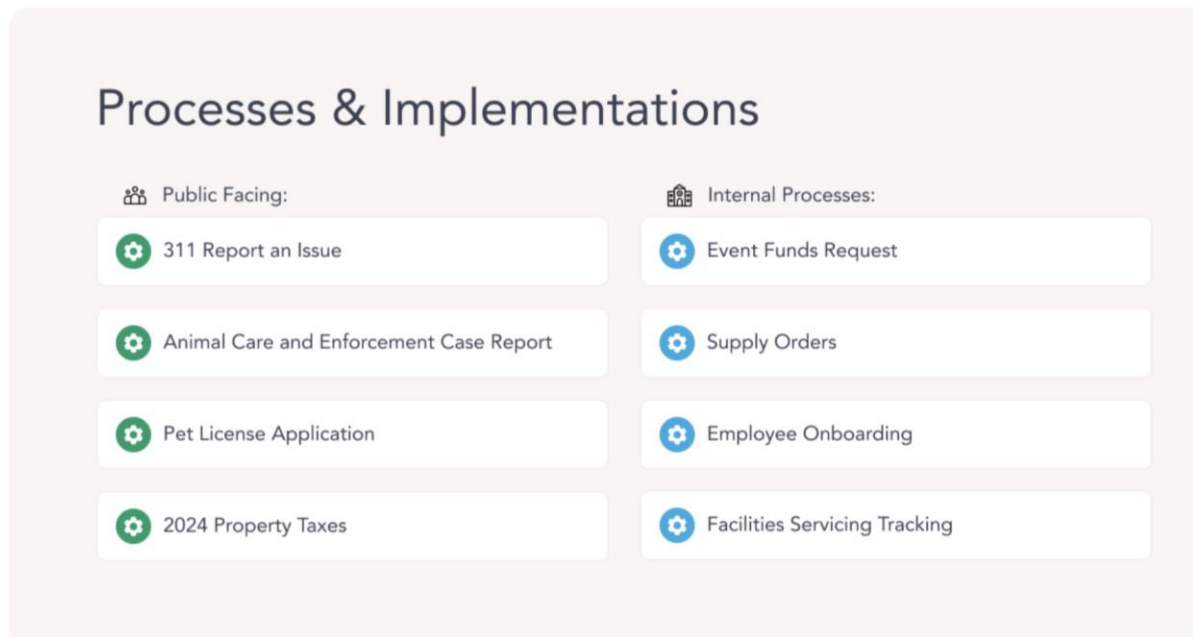 Processes & Implementations
Public Facing:
311 Report an Issue
Animal Care and Enforcement Case Report
Pet License Application
2024 Property Taxes
Internal Processes:
Event Funds Request
Supply Orders
Employee Onboarding
Facilities Servicing Tracking